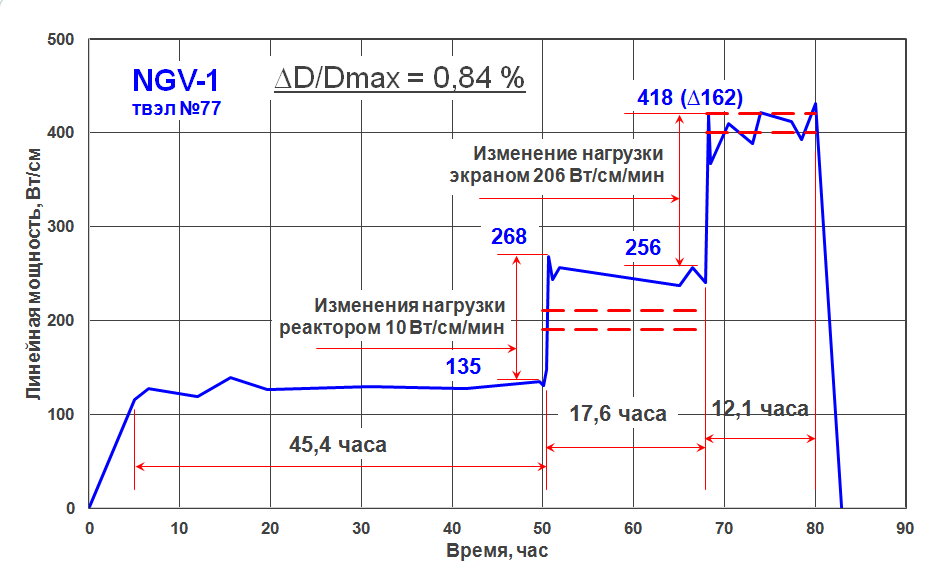 NGV-1
твэл №77
∆D/Dmax = 0,84 %
418 (∆162)
Изменение нагрузки
экраном 206 Вт/см/мин
268
256
Изменения нагрузки
реактором 10 Вт/см/мин
135
45,4 часа
17,6 часа
12,1 часа
Линейная мощность, Вт/см
500
400
300
200
100
0
0 10 20 30 40 50 60 70 80 90
Время, час